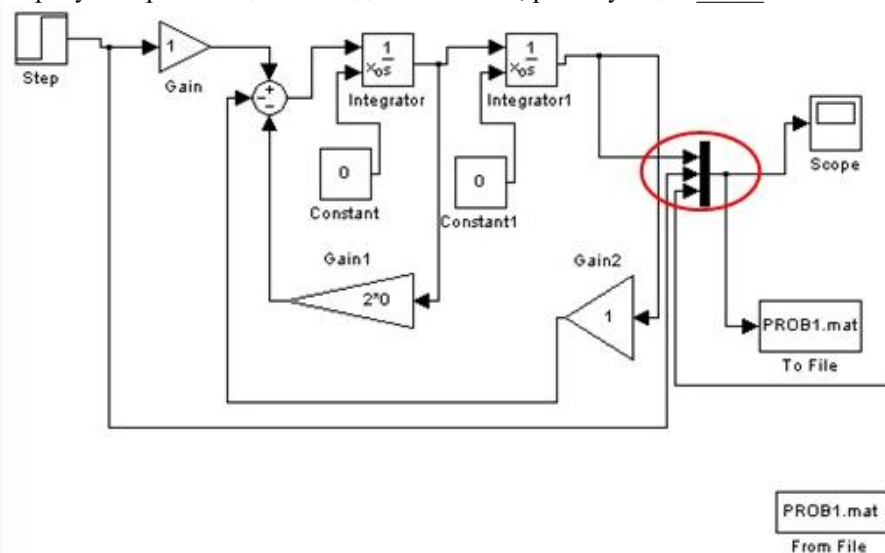 Step
1
Gain
+
−
−
1
xₒs
Integrator
1
xₒs
Integrator1
Scope
0
Constant
0
Constant1
Gain1
2*0
Gain2
1
PROB1.mat
To File
PROB1.mat
From File